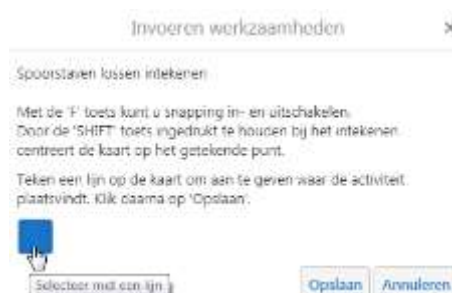 Invoeren werkzaamheden
Spoorstaven lossen intekenen
Met de 'F' toets kunt u snapping in- en uitschakelen.
Door de 'SHIFT' toets ingedrukt te houden bij het intekenen
centreert de kaart op het getekende punt.
Teken een lijn op de kaart om aan te geven waar de activiteit
plaatsvindt. Klik daarna op 'Opslaan'.
Selecteer met een lijn
Opslaan Annuleren